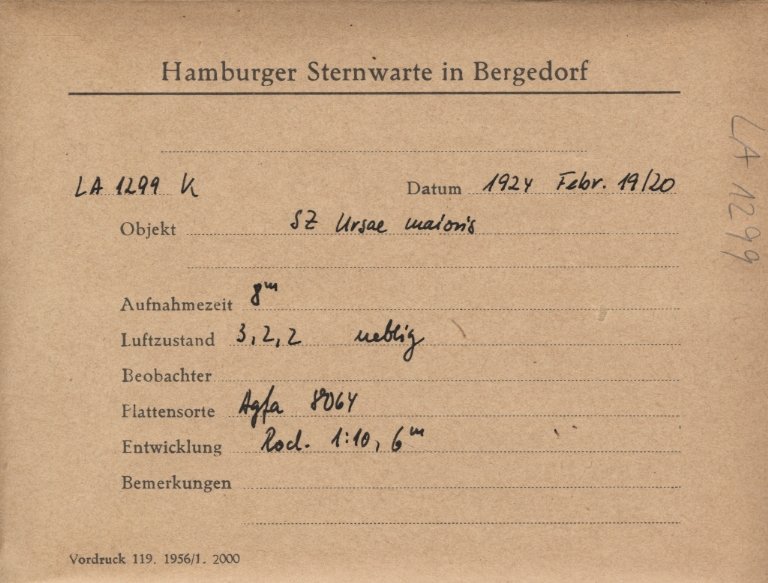 Hamburger Sternwarte in Bergedorf
LA 1299 K Datum 1924 Febr. 19/20
Objekt SZ Ursae maioris
Aufnahmezeit 8m
Luftzustand 3, 2, 2 neblig
Beobachter
Plattensorte Agfa 8064
Entwicklung Rod. 1:10, 6m
Bemerkungen
Vordruck 119. 1956/1. 2000
LA 1299